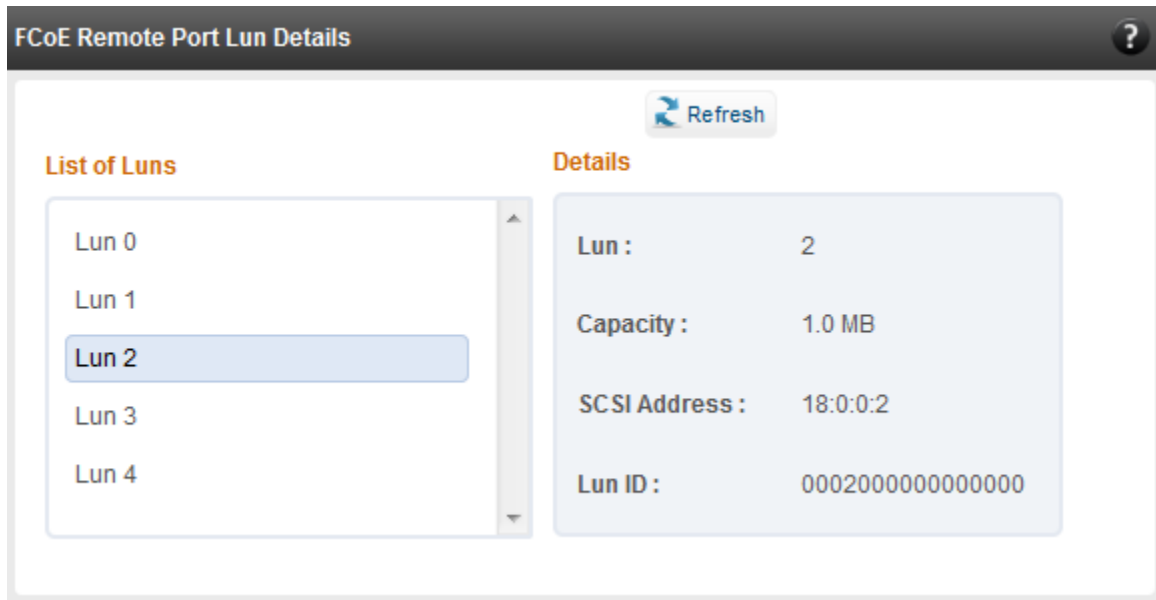 FCoE Remote Port Lun Details
?
Refresh
List of Luns
Lun 0
Lun 1
Lun 2
Lun 3
Lun 4
Details
Lun : 2
Capacity : 1.0 MB
SCSI Address : 18:0:0:2
Lun ID : 0002000000000000